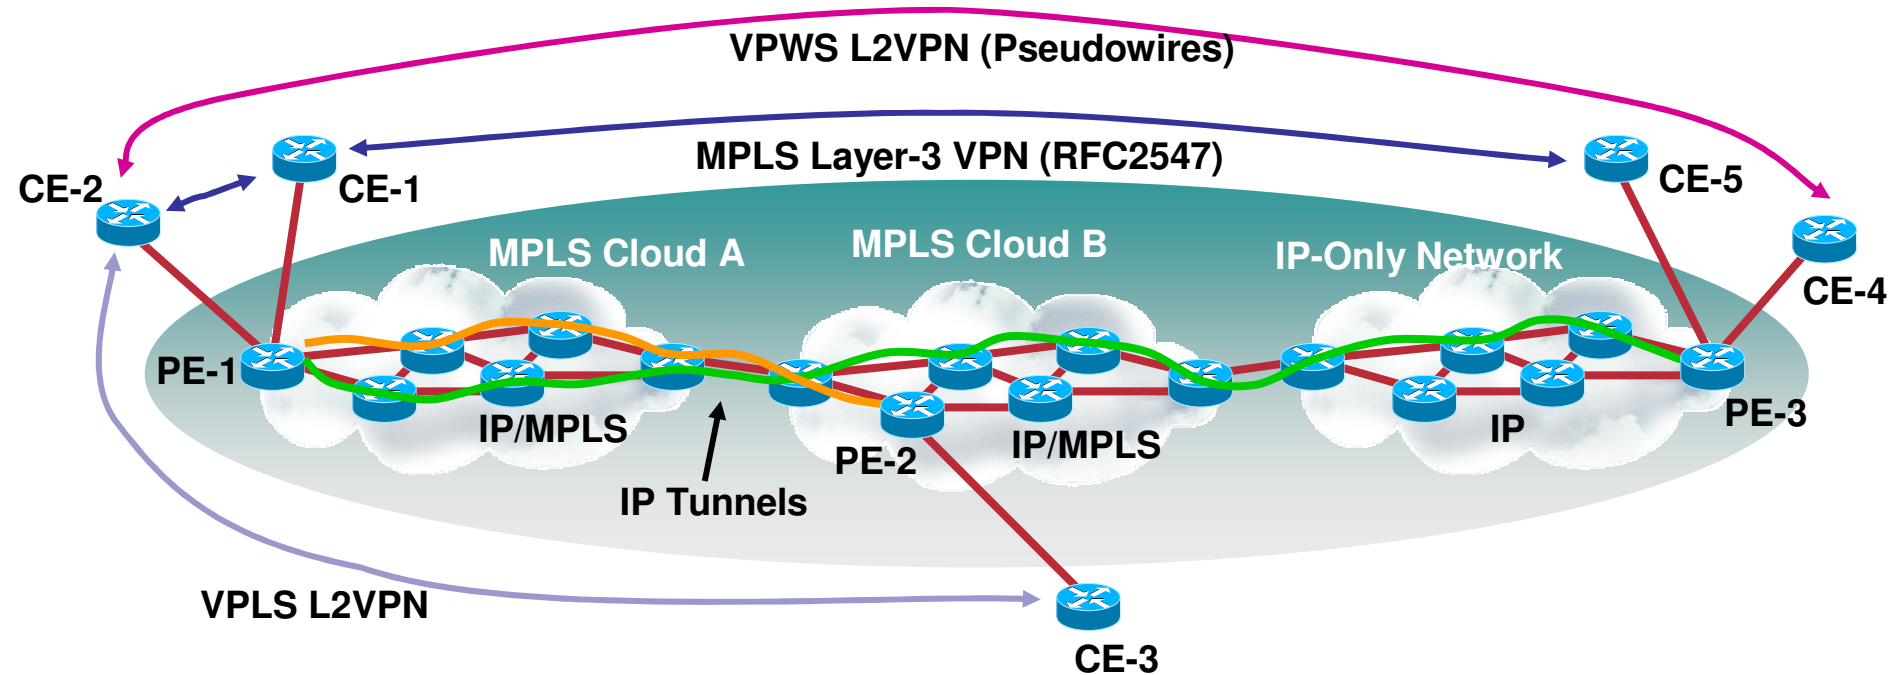 VPWS L2VPN (Pseudowires)
MPLS Layer-3 VPN (RFC2547)
CE-2
CE-1
CE-5
CE-4
MPLS Cloud A
MPLS Cloud B
IP-Only Network
PE-1
IP/MPLS
PE-2
IP/MPLS
IP
PE-3
IP Tunnels
VPLS L2VPN
CE-3